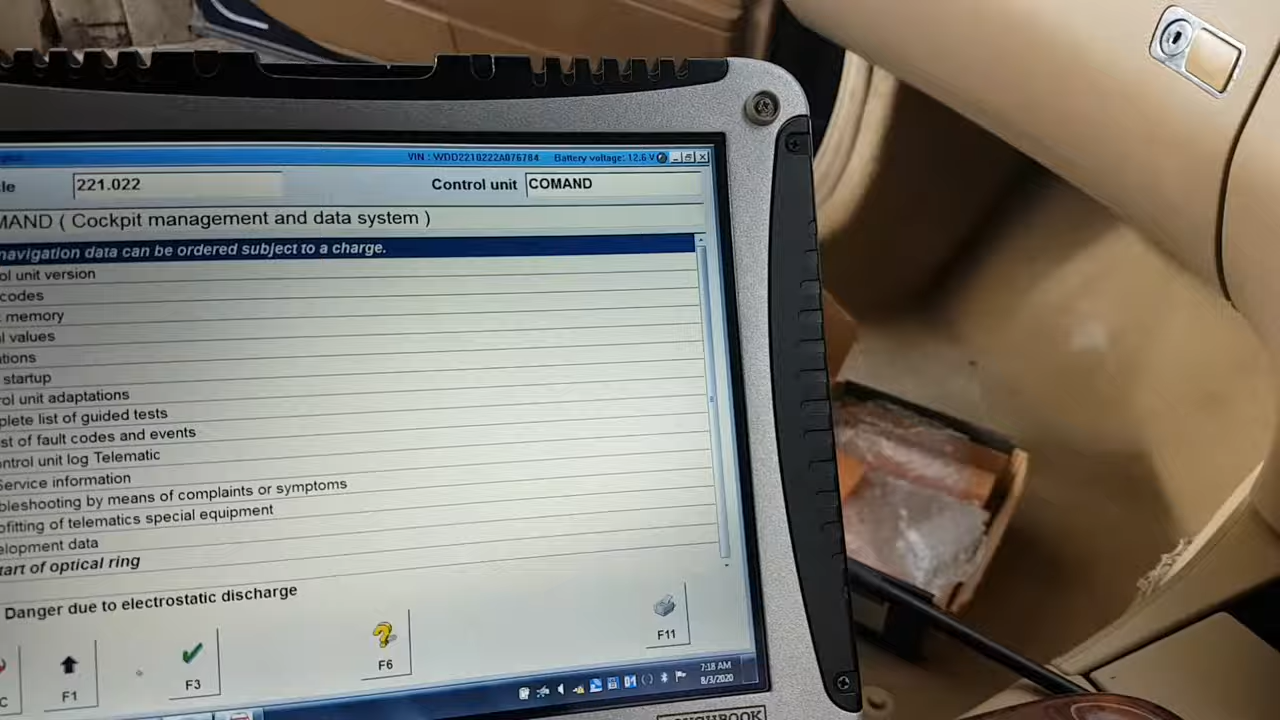 VIN : WDD2210222A076784 Battery voltage: 12.6 V
le 221.022 Control unit COMAND
MAND ( Cockpit management and data system )
navigation data can be ordered subject to a charge.
ol unit version
codes
memory
l values
tions
startup
rol unit adaptations
plete list of guided tests
st of fault codes and events
ntrol unit log Telematic
Service information
bleshooting by means of complaints or symptoms
ofitting of telematics special equipment
elopment data
tart of optical ring
Danger due to electrostatic discharge
C F1 F3 F6 F11
7:18 AM
8/3/2020
UGHBOOK